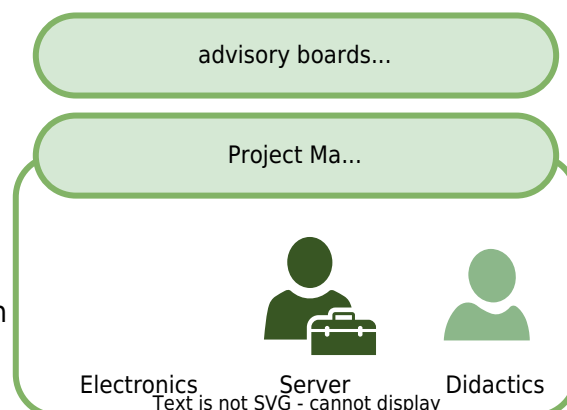 advisory boards...
Project Ma...
n
Electronics Server Didactics
Text is not SVG - cannot display